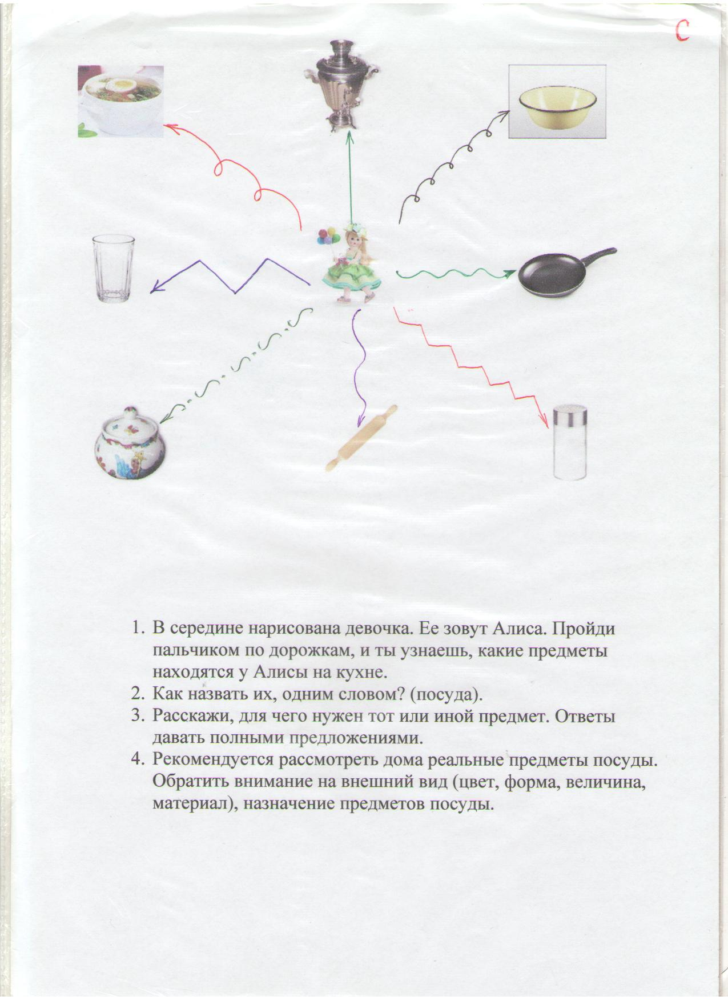 С
1. В середине нарисована девочка. Ее зовут Алиса. Пройди
пальчиком по дорожкам, и ты узнаешь, какие предметы
находятся у Алисы на кухне.
2. Как назвать их, одним словом? (посуда).
3. Расскажи, для чего нужен тот или иной предмет. Ответы
давать полными предложениями.
4. Рекомендуется рассмотреть дома реальные предметы посуды.
Обратить внимание на внешний вид (цвет, форма, величина,
материал), назначение предметов посуды.